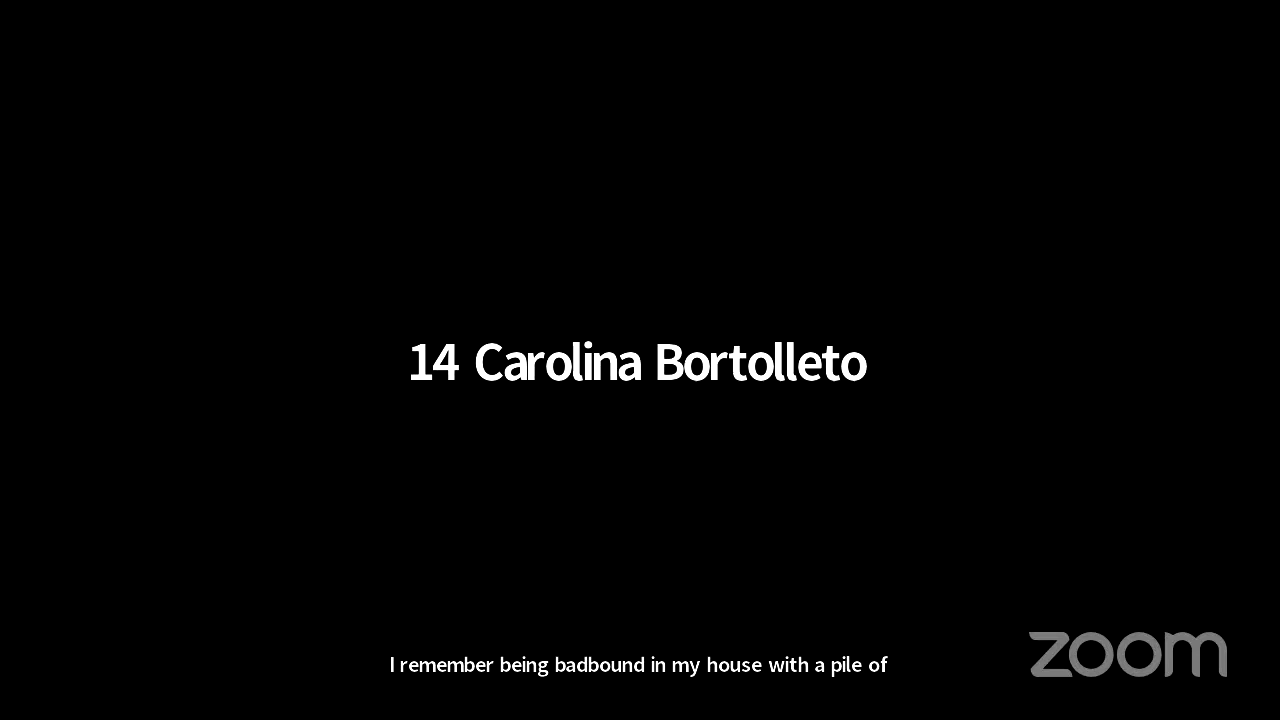 14 Carolina Bortolleto
I remember being badbound in my house with a pile of
zoom